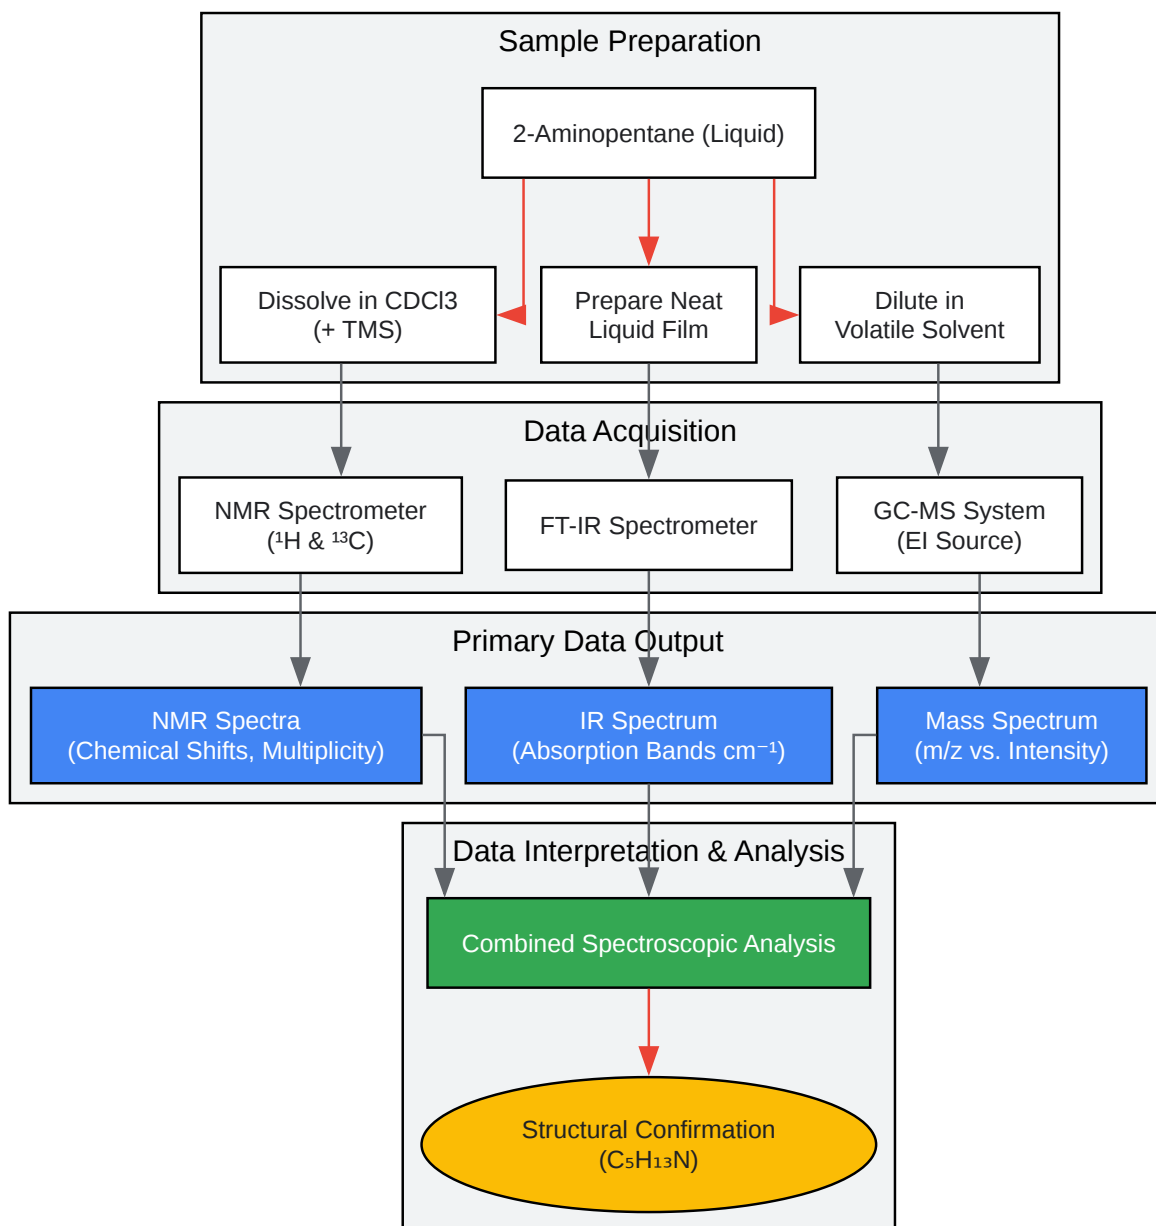 Sample Preparation
2-Aminopentane (Liquid)
Dissolve in CDCl3
(+ TMS)
Prepare Neat
Liquid Film
Dilute in
Volatile Solvent
Data Acquisition
NMR Spectrometer
(¹H & ¹³C)
FT-IR Spectrometer
GC-MS System
(EI Source)
Primary Data Output
NMR Spectra
(Chemical Shifts, Multiplicity)
IR Spectrum
(Absorption Bands cm⁻¹)
Mass Spectrum
(m/z vs. Intensity)
Data Interpretation & Analysis
Combined Spectroscopic Analysis
Structural Confirmation
(C₅H₁₃N)